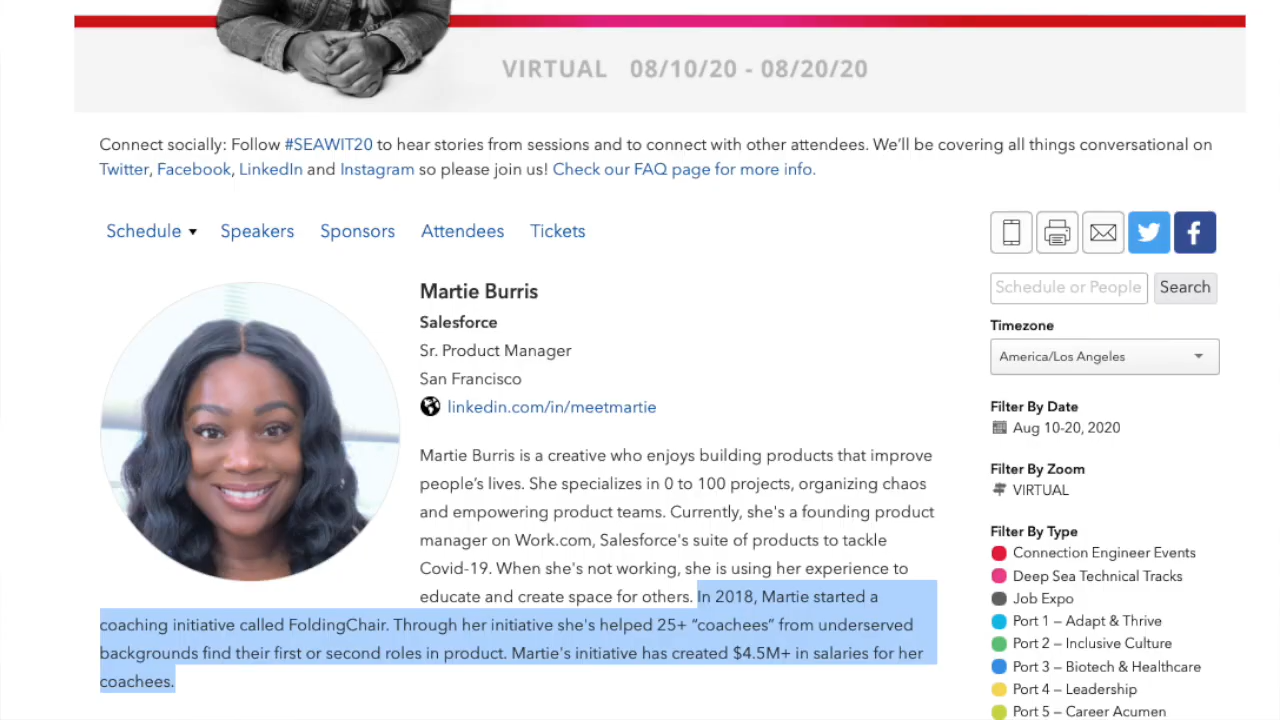 VIRTUAL 08/10/20 - 08/20/20
Connect socially: Follow #SEAWIT20 to hear stories from sessions and to connect with other attendees. We'll be covering all things conversational on
Twitter, Facebook, LinkedIn and Instagram so please join us! Check our FAQ page for more info.
Schedule Speakers Sponsors Attendees Tickets
Martie Burris
Salesforce
Sr. Product Manager
San Francisco
linkedin.com/in/meetmartie
Martie Burris is a creative who enjoys building products that improve
people's lives. She specializes in 0 to 100 projects, organizing chaos
and empowering product teams. Currently, she's a founding product
manager on Work.com, Salesforce's suite of products to tackle
Covid-19. When she's not working, she is using her experience to
educate and create space for others. In 2018, Martie started a
coaching initiative called FoldingChair. Through her initiative she's helped 25+ “coachees” from underserved
backgrounds find their first or second roles in product. Martie's initiative has created $4.5M+ in salaries for her
coachees.
Schedule or People Search
Timezone
America/Los Angeles
Filter By Date
Aug 10-20, 2020
Filter By Zoom
VIRTUAL
Filter By Type
Connection Engineer Events
Deep Sea Technical Tracks
Job Expo
Port 1 – Adapt & Thrive
Port 2 – Inclusive Culture
Port 3 – Biotech & Healthcare
Port 4 – Leadership
Port 5 – Career Acumen